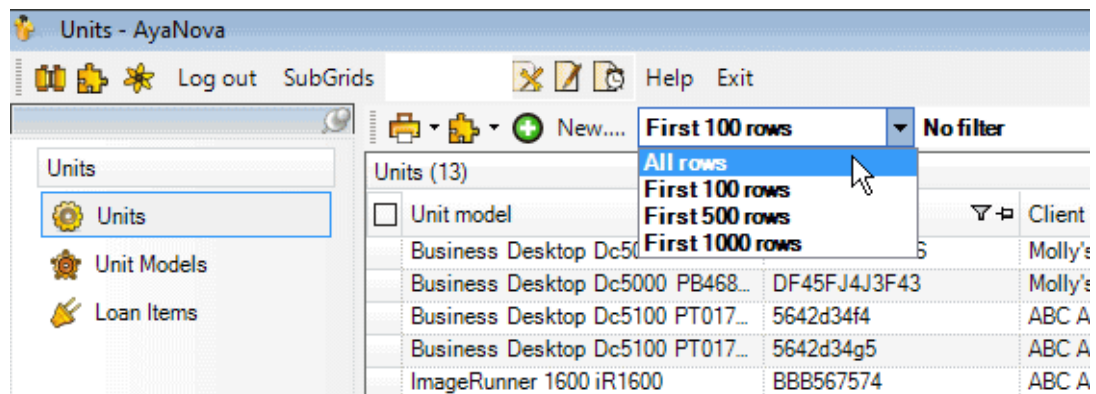 Units - AyaNova
Log out SubGrids Help Exit
New.... First 100 rows No filter
All rows
First 100 rows
First 500 rows
First 1000 rows
Units
Units
Unit Models
Loan Items
Units (13)
Unit model Client
Business Desktop Dc50 Molly's
Business Desktop Dc5000 PB468... DF45FJ4J3F43 Molly's
Business Desktop Dc5100 PT017... 5642d34f4 ABC A
Business Desktop Dc5100 PT017... 5642d34g5 ABC A
ImageRunner 1600 iR1600 BBB567574 ABC A